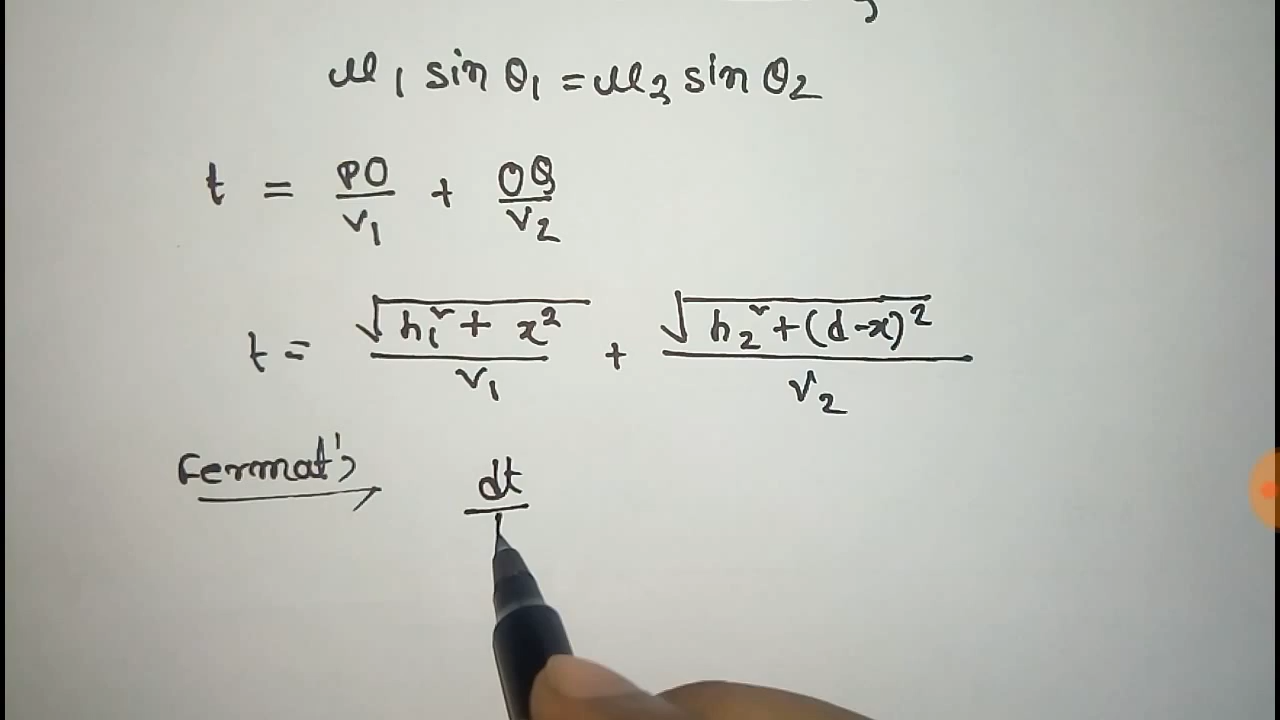 μ₁ sin θ₁ = μ₂ sin θ₂
t = PO/v₁ + OQ/v₂
t = √(h₁² + x²)/v₁ + √(h₂² + (d-x)²)/v₂
Fermat's dt